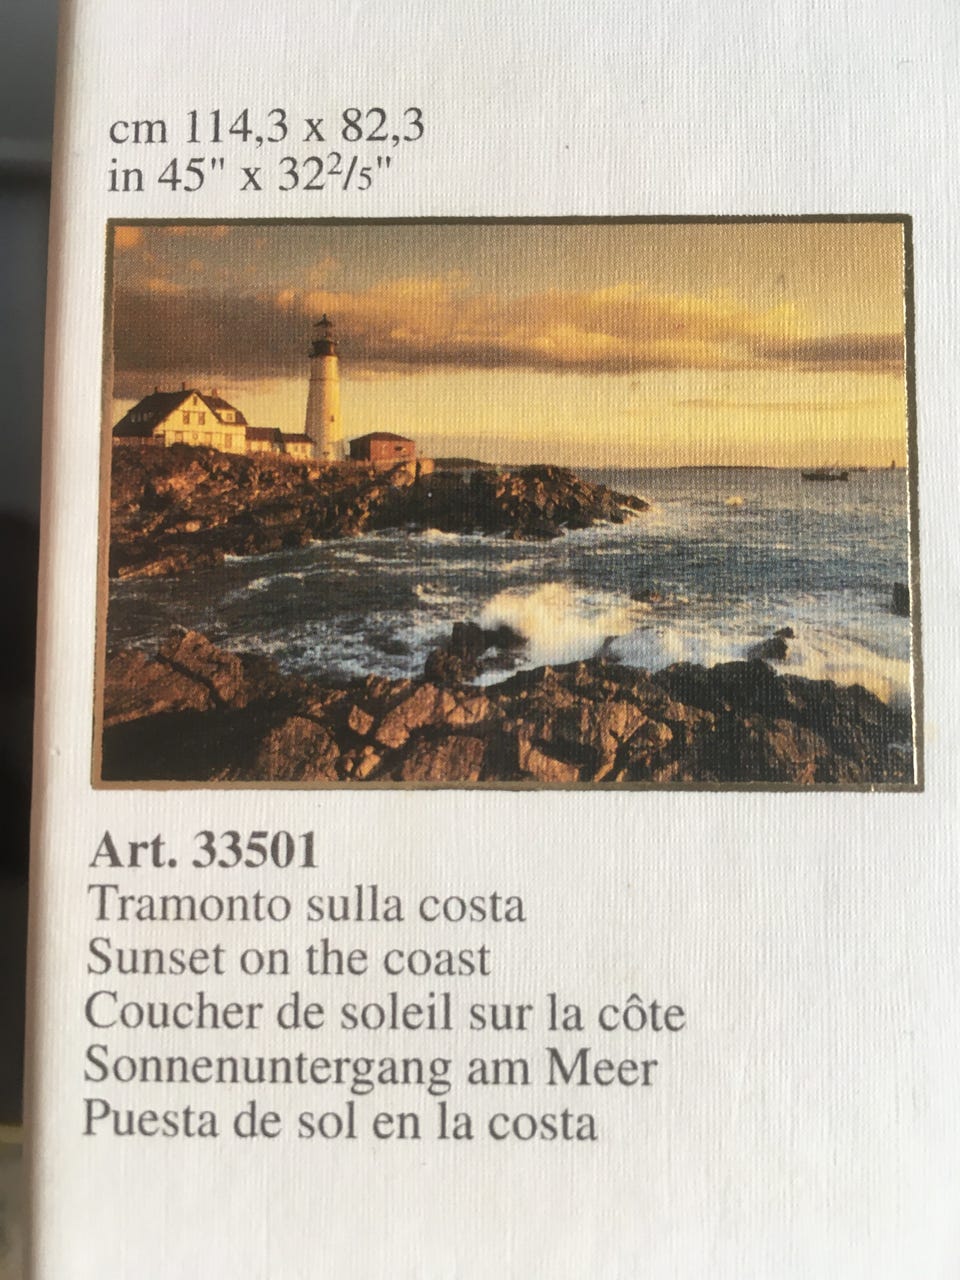 cm 114,3 x 82,3
in 45" x 32²/5"
Art. 33501
Tramonto sulla costa
Sunset on the coast
Coucher de soleil sur la côte
Sonnenuntergang am Meer
Puesta de sol en la costa